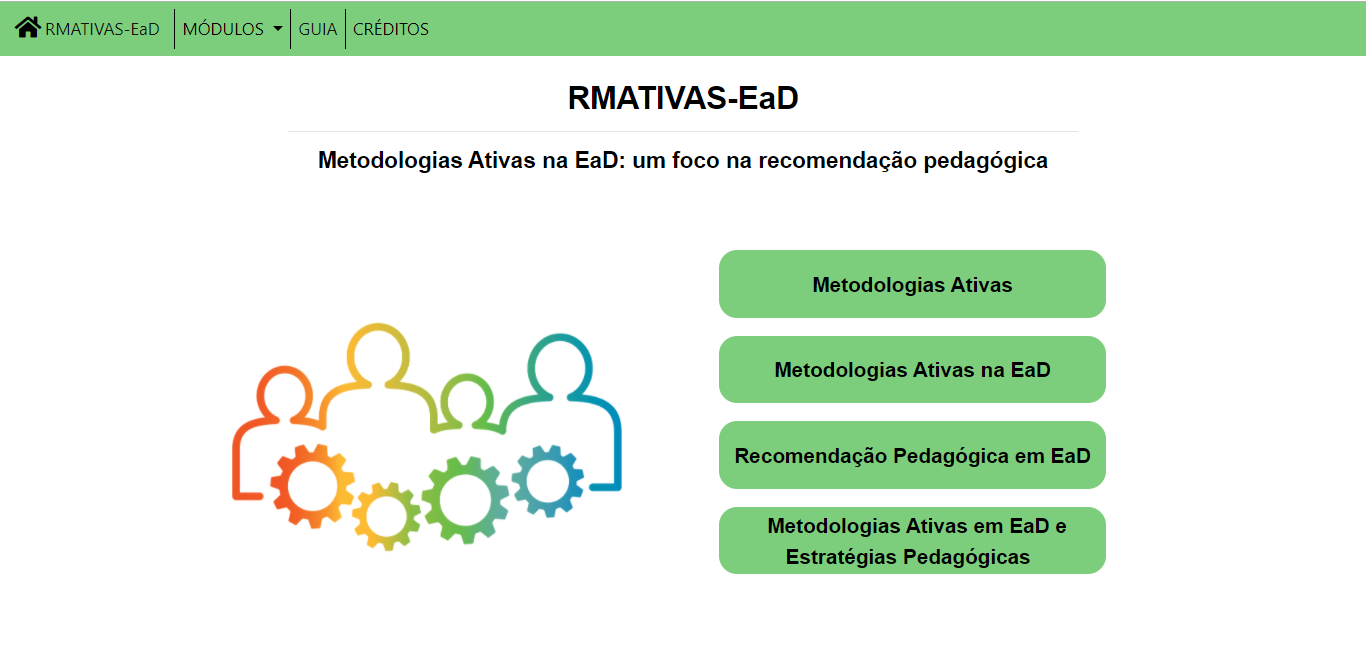 RMATIVAS-EaD
MÓDULOS
GUIA
CRÉDITOS
RMATIVAS-EaD
Metodologias Ativas na EaD: um foco na recomendação pedagógica
Metodologias Ativas
Metodologias Ativas na EaD
Recomendação Pedagógica em EaD
Metodologias Ativas em EaD e
Estratégias Pedagógicas